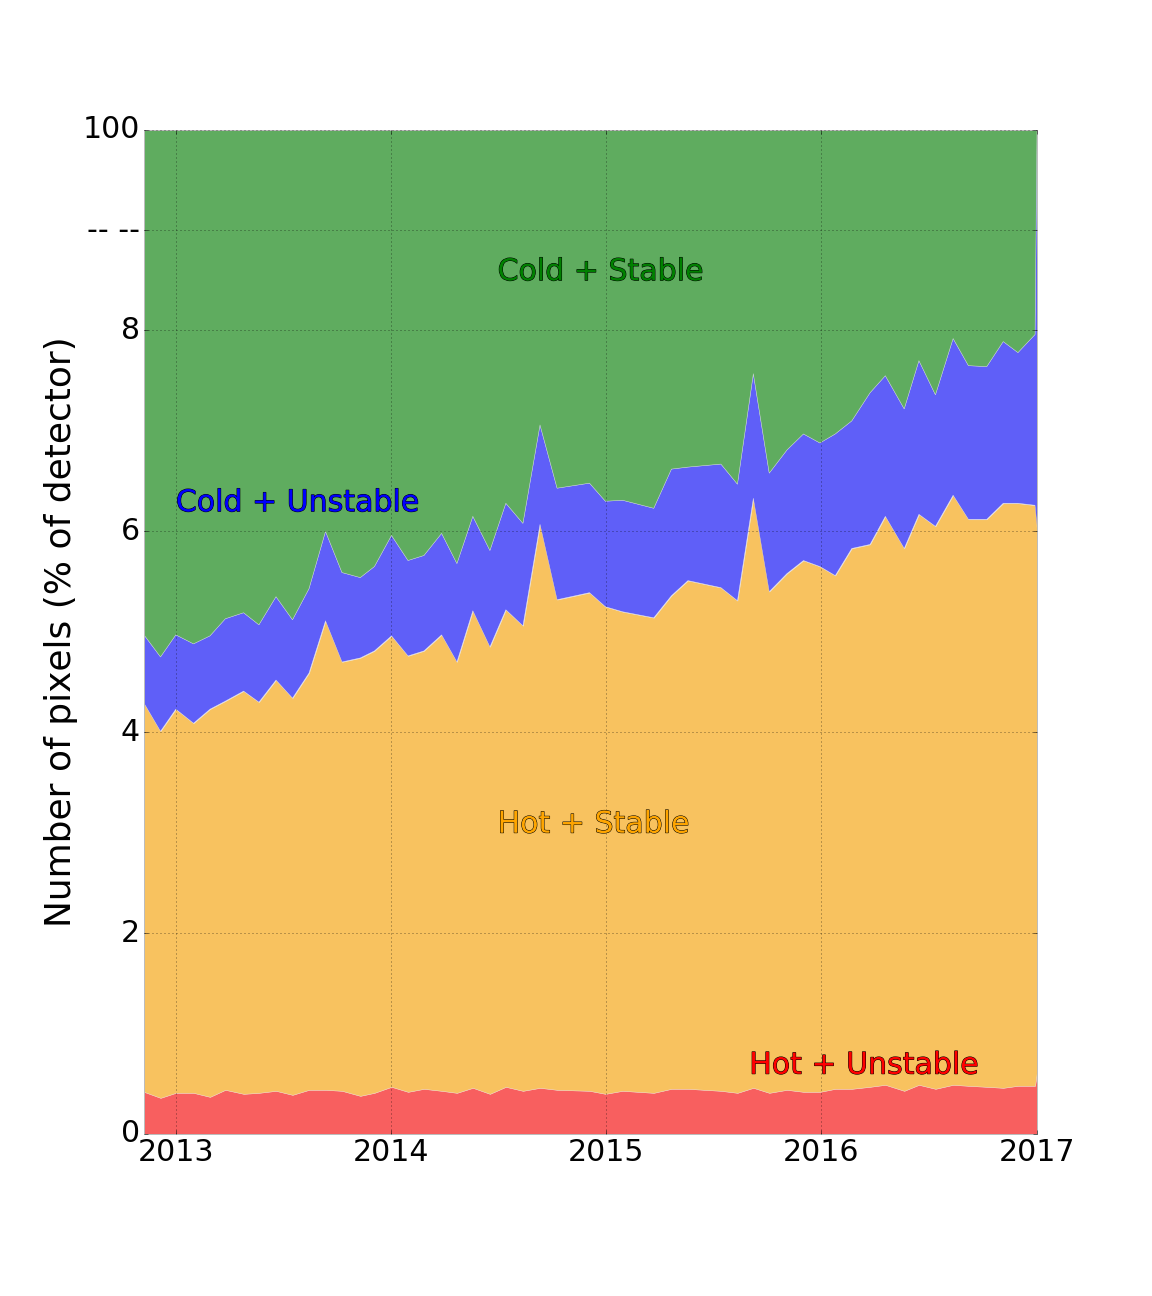 100
-- --
Cold + Stable
8
Cold + Unstable
6
Number of pixels (% of detector)
4
Hot + Stable
2
Hot + Unstable
0
2013 2014 2015 2016 2017